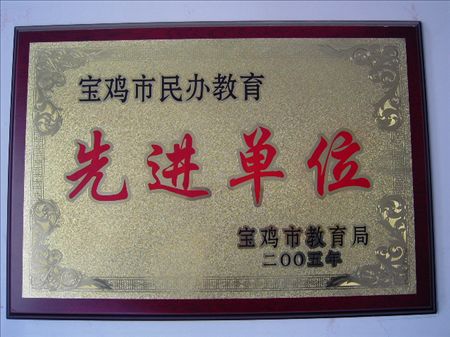 宝鸡市民办教育
先进单位
宝鸡市教育局
二00五年